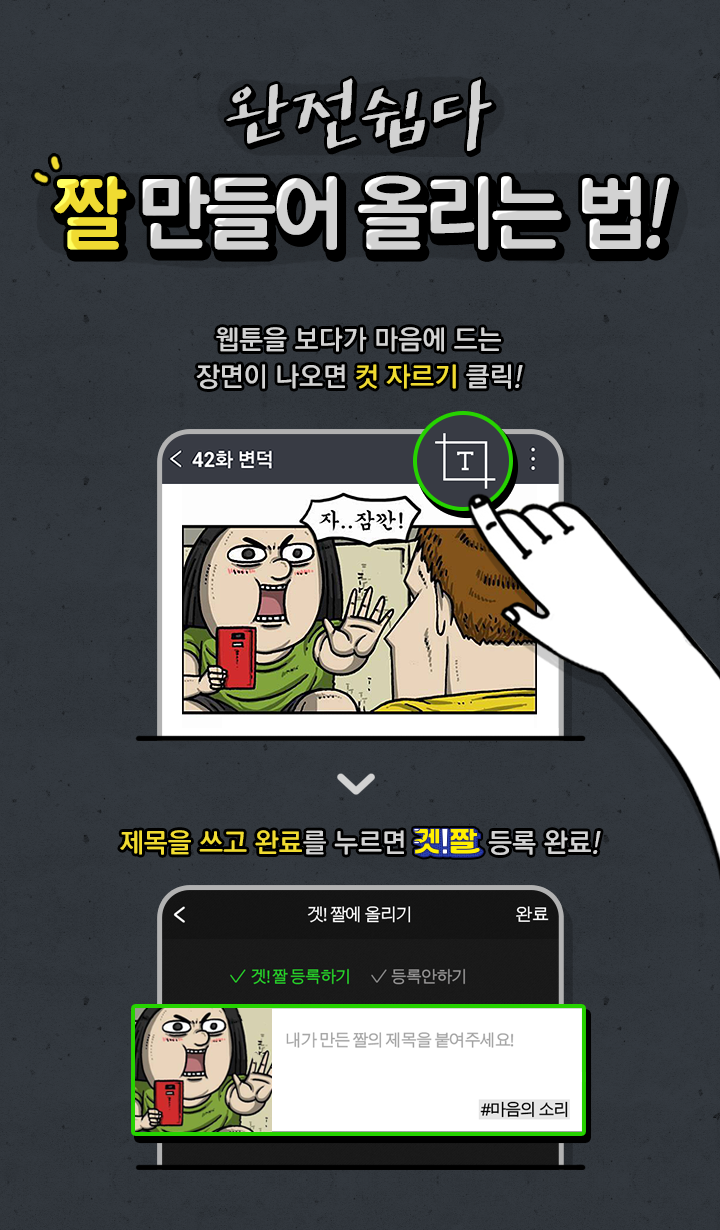 완전쉽다
짤 만들어 올리는 법!
웹툰을 보다가 마음에 드는
장면이 나오면 컷 자르기 클릭!
42화 변덕
T
자..잠깐!
제목을 쓰고 완료를 누르면 겟!짤 등록 완료!
겟! 짤에 올리기
완료
겟! 짤 등록하기
등록안하기
내가 만든 짤의 제목을 붙여주세요!
#마음의 소리